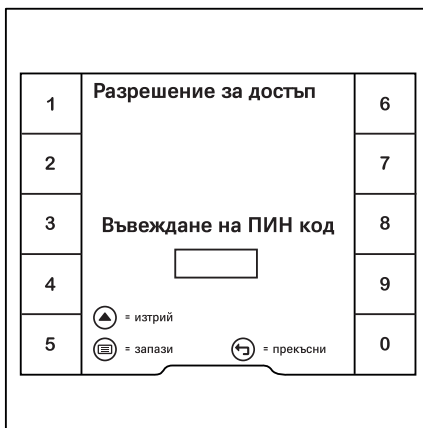 Разрешение за достъп
1
2
3
4
5
6
7
8
9
0
Въвеждане на ПИН код
= изтрий
= запази
= прекъсни